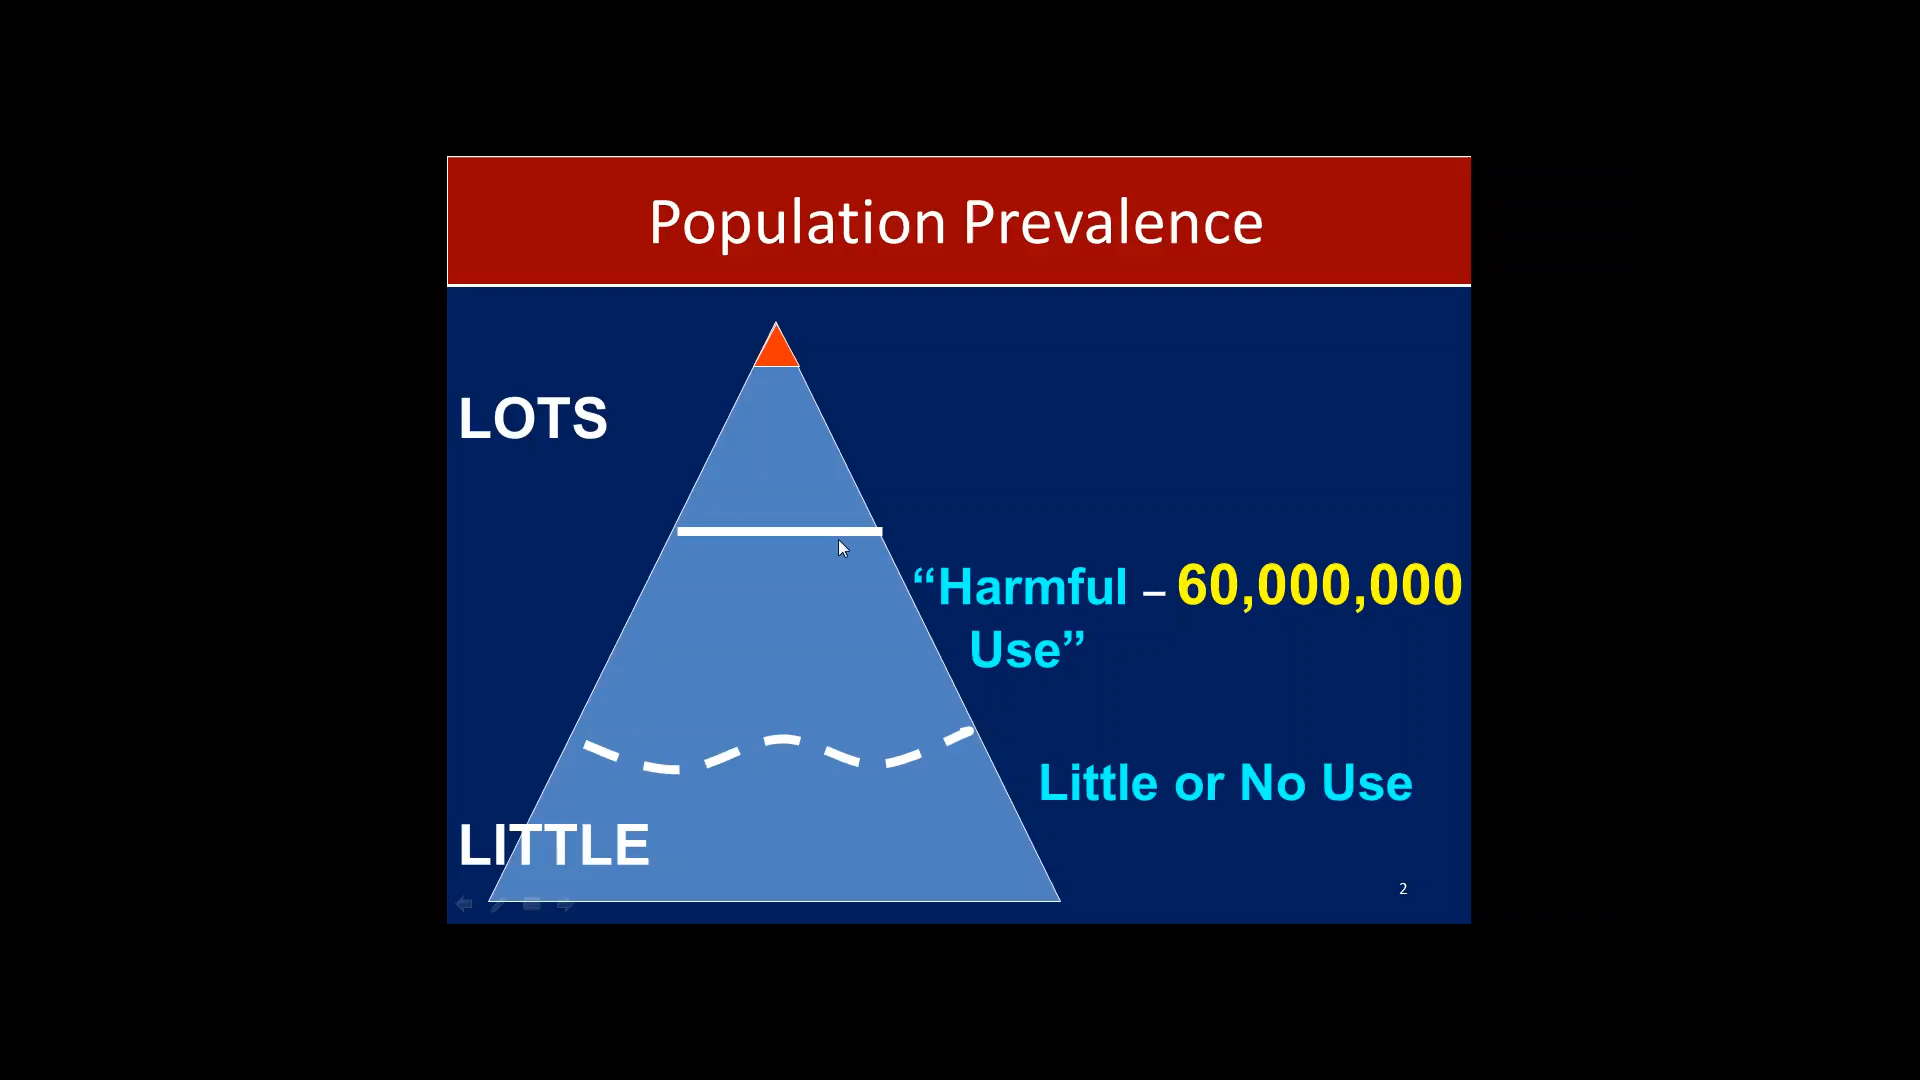 Population Prevalence
LOTS
“Harmful – 60,000,000
Use”
Little or No Use
LITTLE
2